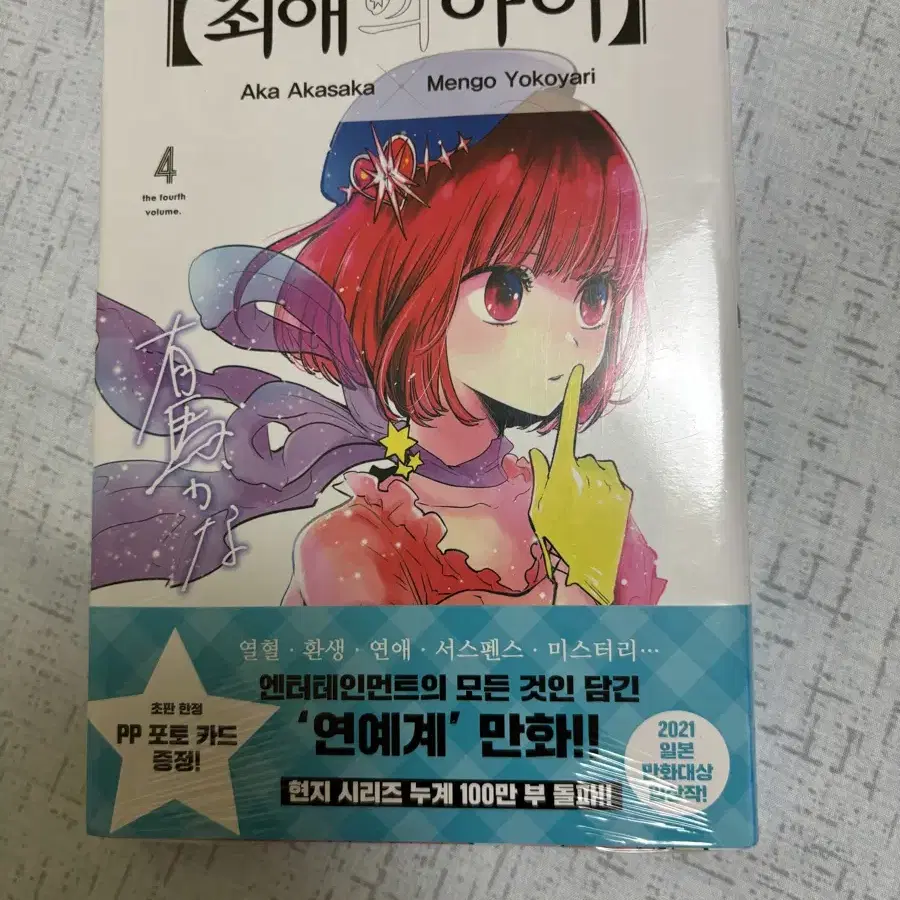 【최애의 아이】
Aka Akasaka × Mengo Yokoyari
4
the fourth
volume.
有馬かな
열혈 · 환생 · 연애 · 서스펜스 · 미스터리…
엔터테인먼트의 모든 것인 담긴
'연예계' 만화!!
현지 시리즈 누계 100만 부 돌파!!
초판 한정
PP 포토 카드
증정!
2021
일본
만화대상
입상작!